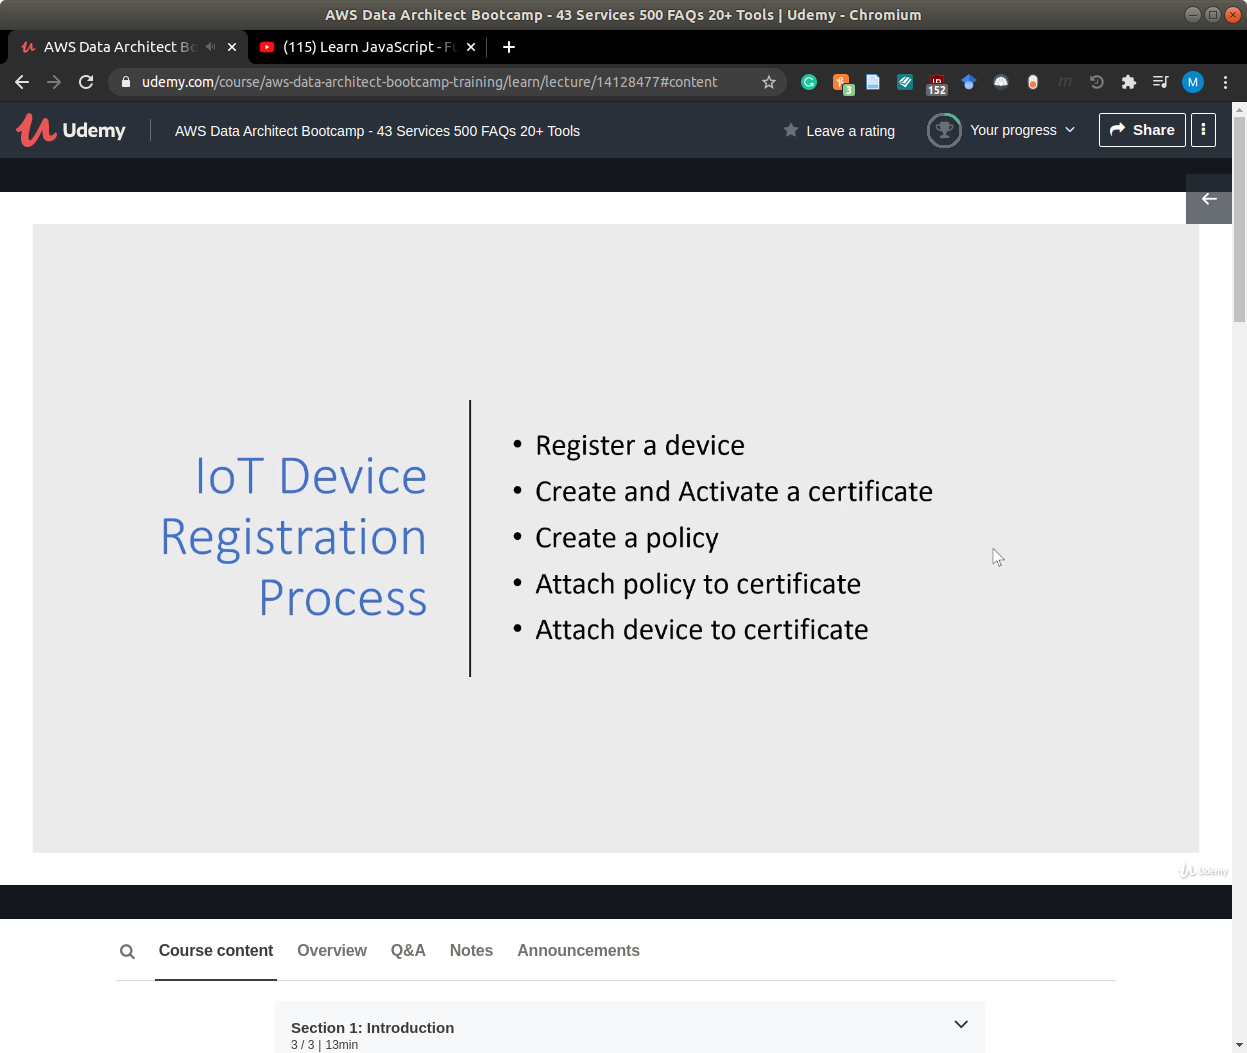 AWS Data Architect Bootcamp - 43 Services 500 FAQs 20+ Tools | Udemy - Chromium
AWS Data Architect Bo
(115) Learn JavaScript - Fu
udemy.com/course/aws-data-architect-bootcamp-training/learn/lecture/14128477#content
3
152
m
M
Udemy
AWS Data Architect Bootcamp - 43 Services 500 FAQs 20+ Tools
Leave a rating
Your progress
Share
IoT Device
Registration
Process
• Register a device
• Create and Activate a certificate
• Create a policy
• Attach policy to certificate
• Attach device to certificate
Udemy
Course content
Overview
Q&A
Notes
Announcements
Section 1: Introduction
3 / 3 | 13min